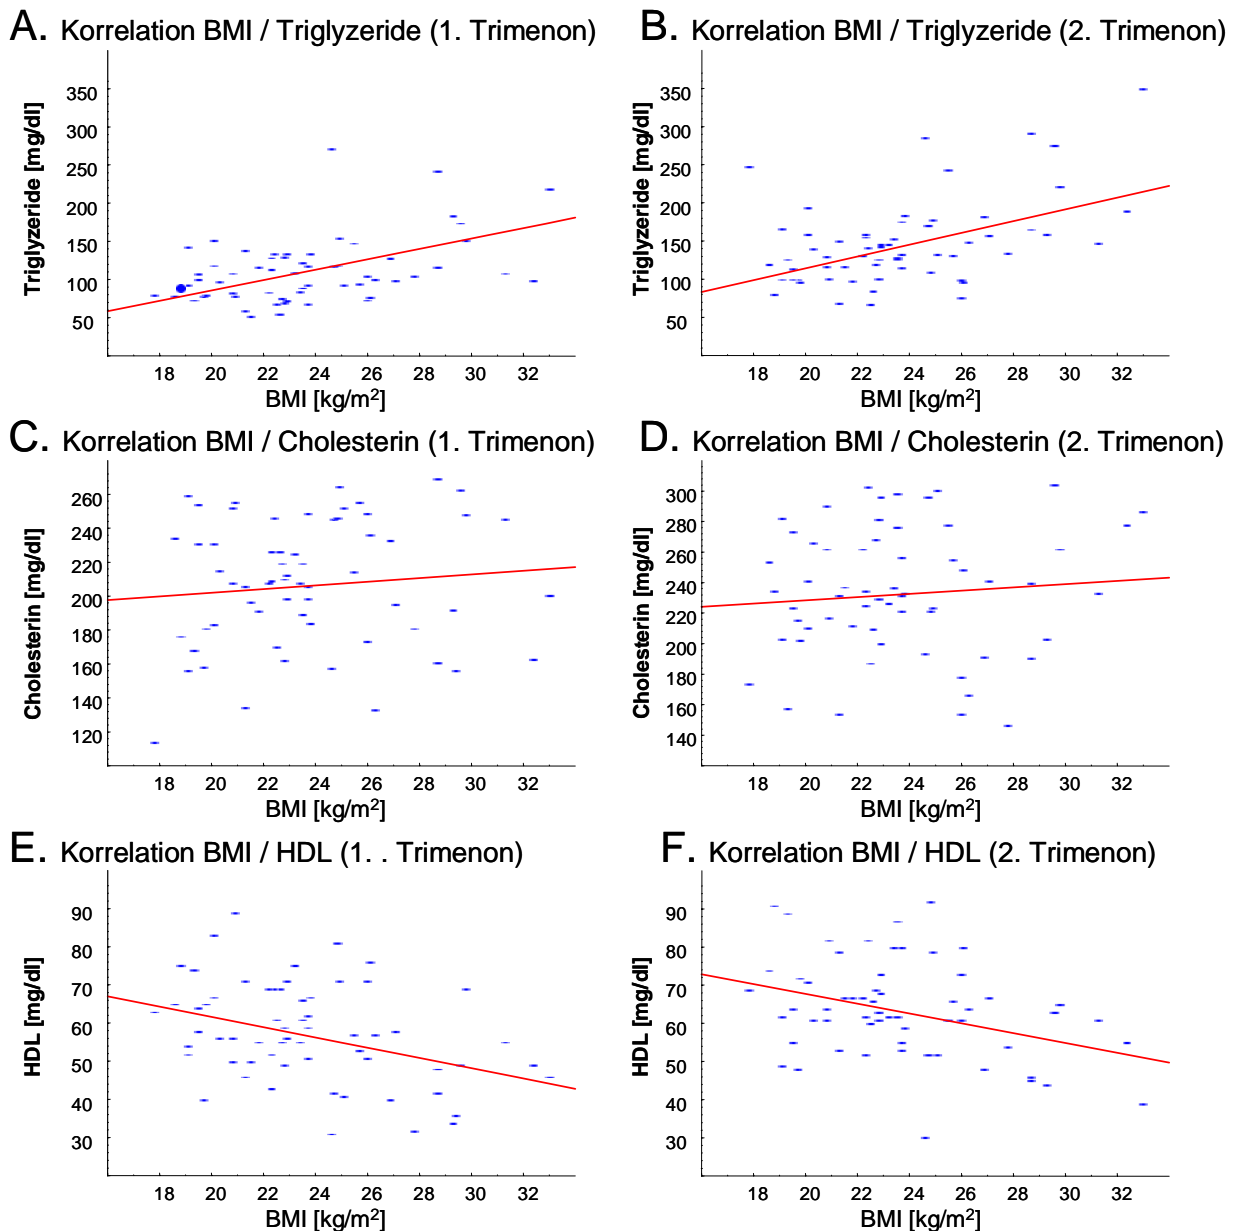 A. Korrelation BMI / Triglyzeride (1. Trimenon)
Triglyzeride [mg/dl]
350
300
250
200
150
100
50
18 20 22 24 26 28 30 32
BMI [kg/m²]
B. Korrelation BMI / Triglyzeride (2. Trimenon)
Triglyzeride [mg/dl]
350
300
250
200
150
100
50
18 20 22 24 26 28 30 32
BMI [kg/m²]
C. Korrelation BMI / Cholesterin (1. Trimenon)
Cholesterin [mg/dl]
260
240
220
200
180
160
140
120
18 20 22 24 26 28 30 32
BMI [kg/m²]
D. Korrelation BMI / Cholesterin (2. Trimenon)
Cholesterin [mg/dl]
300
280
260
240
220
200
180
160
140
18 20 22 24 26 28 30 32
BMI [kg/m²]
E. Korrelation BMI / HDL (1. . Trimenon)
HDL [mg/dl]
90
80
70
60
50
40
30
18 20 22 24 26 28 30 32
BMI [kg/m²]
F. Korrelation BMI / HDL (2. Trimenon)
HDL [mg/dl]
90
80
70
60
50
40
30
18 20 22 24 26 28 30 32
BMI [kg/m²]